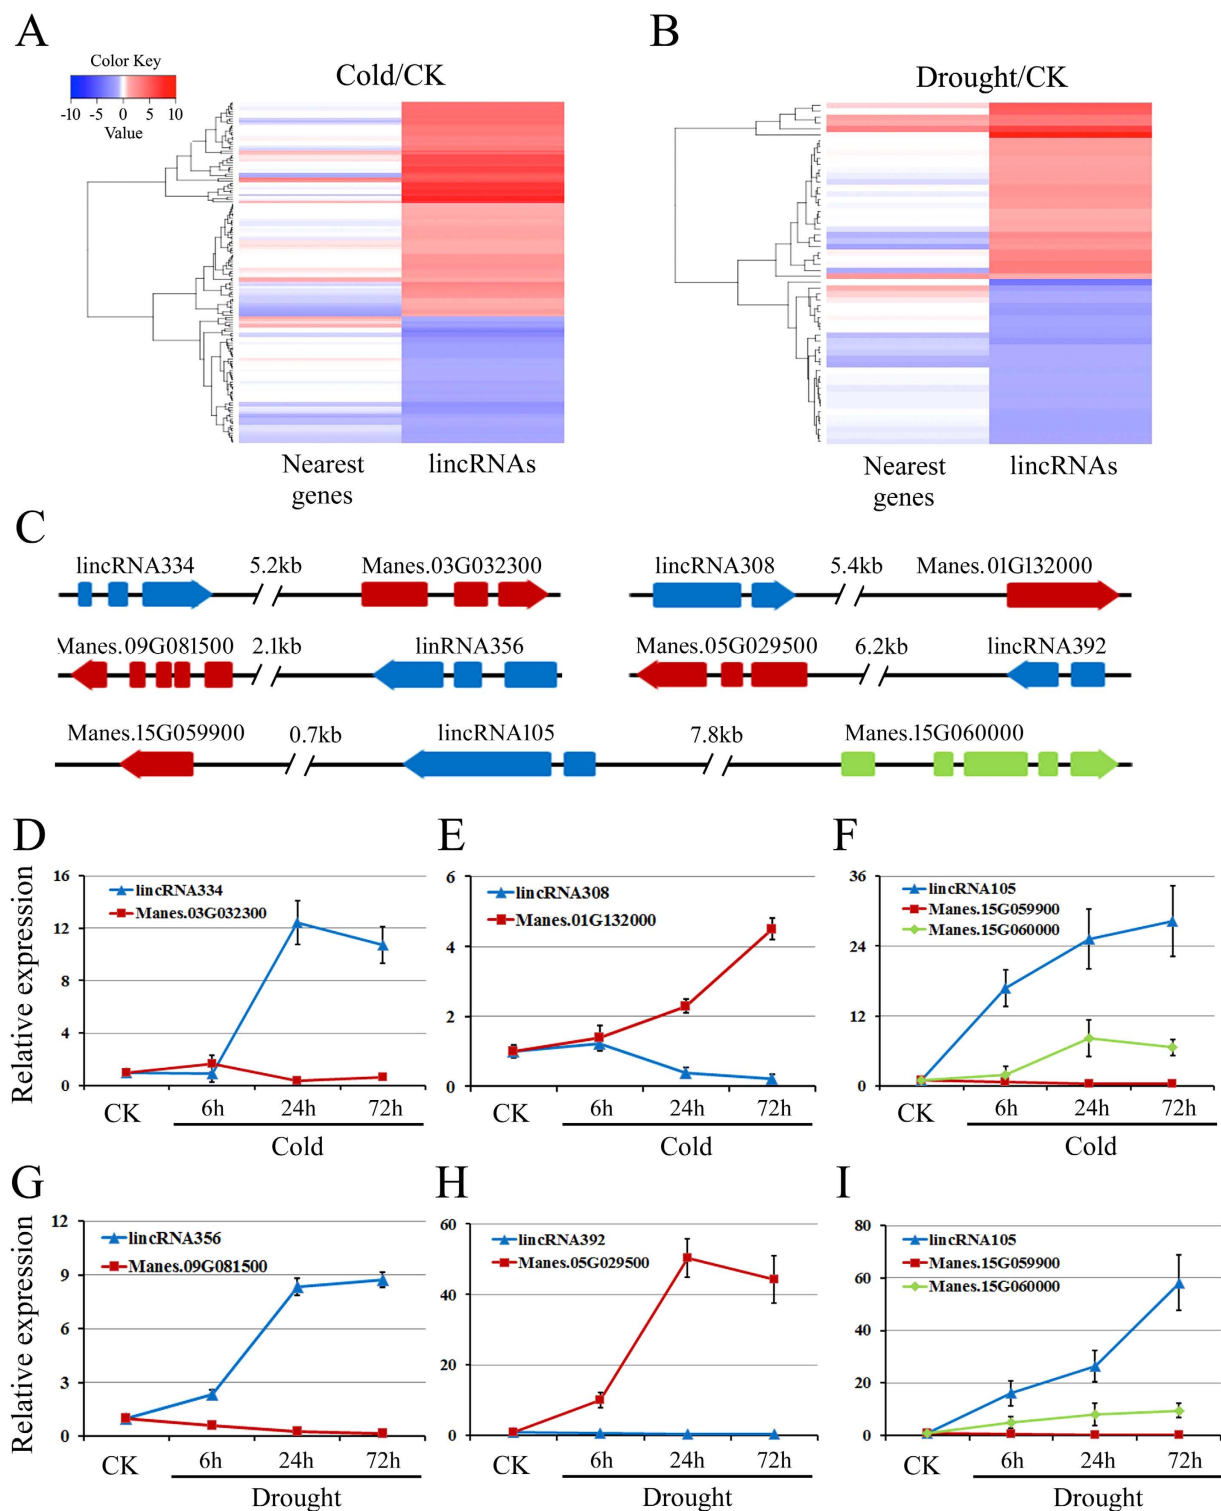 A
B
Color Key
-10 -5 0 5 10
Value
Cold/CK
Drought/CK
Nearest genes
lincRNAs
Nearest genes
lincRNAs
C
lincRNA334
5.2kb
Manes.03G032300
lincRNA308
5.4kb
Manes.01G132000
Manes.09G081500
2.1kb
linRNA356
Manes.05G029500
6.2kb
lincRNA392
Manes.15G059900
0.7kb
lincRNA105
7.8kb
Manes.15G060000
D
Relative expression
16
12
8
4
0
lincRNA334
Manes.03G032300
CK
6h
24h
72h
Cold
E
6
4
2
0
lincRNA308
Manes.01G132000
CK
6h
24h
72h
Cold
F
36
24
12
0
lincRNA105
Manes.15G059900
Manes.15G060000
CK
6h
24h
72h
Cold
G
Relative expression
12
9
6
3
0
lincRNA356
Manes.09G081500
CK
6h
24h
72h
Drought
H
60
40
20
0
lincRNA392
Manes.05G029500
CK
6h
24h
72h
Drought
I
80
60
40
20
0
lincRNA105
Manes.15G059900
Manes.15G060000
CK
6h
24h
72h
Drought